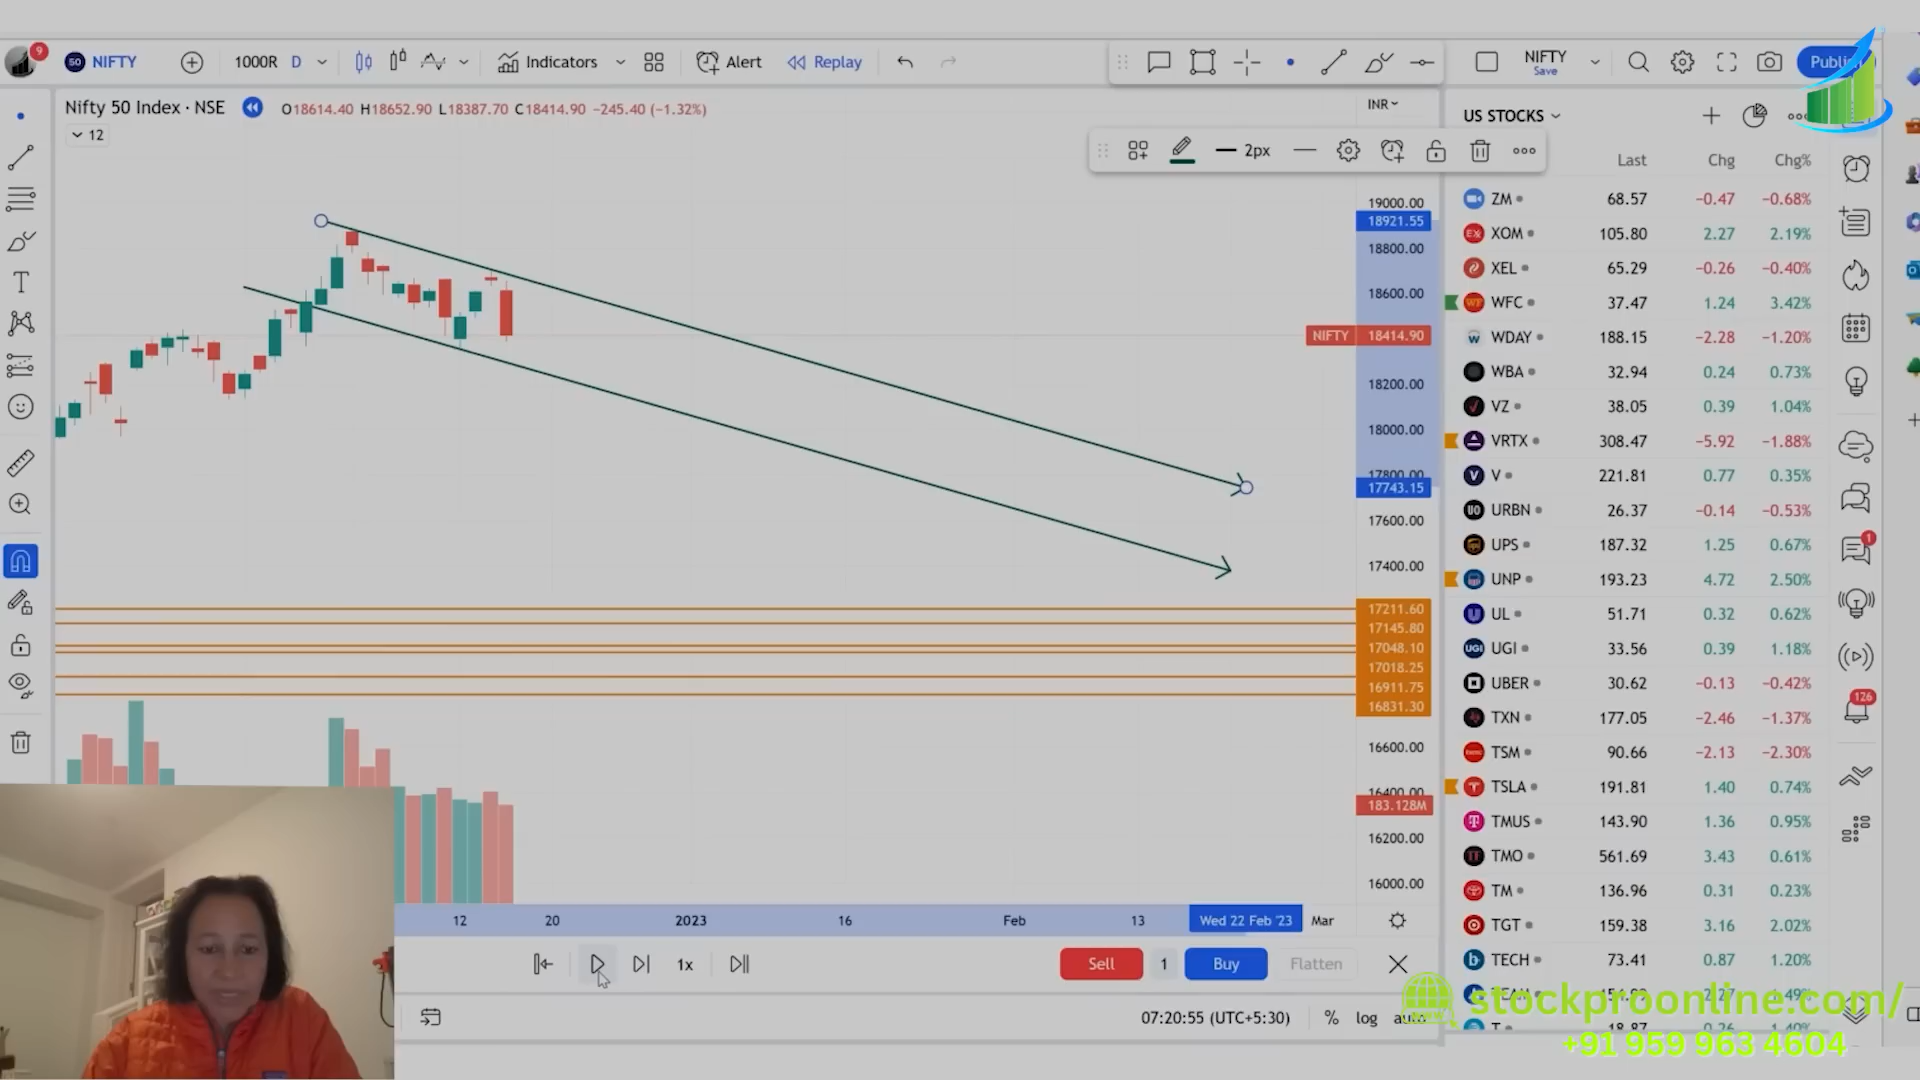 9
50 NIFTY
1000R D
Indicators
Alert
Replay
NIFTY
Save
Publi
Nifty 50 Index · NSE
O18614.40 H18652.90 L18387.70 C18414.90 −245.40 (−1.32%)
12
INR
2px
US STOCKS
Last Chg Chg%
ZM 68.57 −0.47 −0.68%
XOM 105.80 2.27 2.19%
XEL 65.29 −0.26 −0.40%
WFC 37.47 1.24 3.42%
WDAY 188.15 −2.28 −1.20%
WBA 32.94 0.24 0.73%
VZ 38.05 0.39 1.04%
VRTX 308.47 −5.92 −1.88%
V 221.81 0.77 0.35%
URBN 26.37 −0.14 −0.53%
UPS 187.32 1.25 0.67%
UNP 193.23 4.72 2.50%
UL 51.71 0.32 0.62%
UGI 33.56 0.39 1.18%
UBER 30.62 −0.13 −0.42%
TXN 177.05 −2.46 −1.37%
TSM 90.66 −2.13 −2.30%
TSLA 191.81 1.40 0.74%
TMUS 143.90 1.36 0.95%
TMO 561.69 3.43 0.61%
TM 136.96 0.31 0.23%
TGT 159.38 3.16 2.02%
TECH 73.41 0.87 1.20%
T 18.87 0.26 1.40%
19000.00
18921.55
18800.00
18600.00
NIFTY 18414.90
18200.00
18000.00
17800.00
17743.15
17600.00
17400.00
17211.60
17145.80
17048.10
17018.25
16911.75
16831.30
16600.00
16400.00
183.128M
16200.00
16000.00
1
126
12 20 2023 16 Feb 13 Wed 22 Feb '23 Mar
1x
Sell 1 Buy Flatten
07:20:55 (UTC+5:30) % log auto
stockproonline.com/
+91 959 963 4604